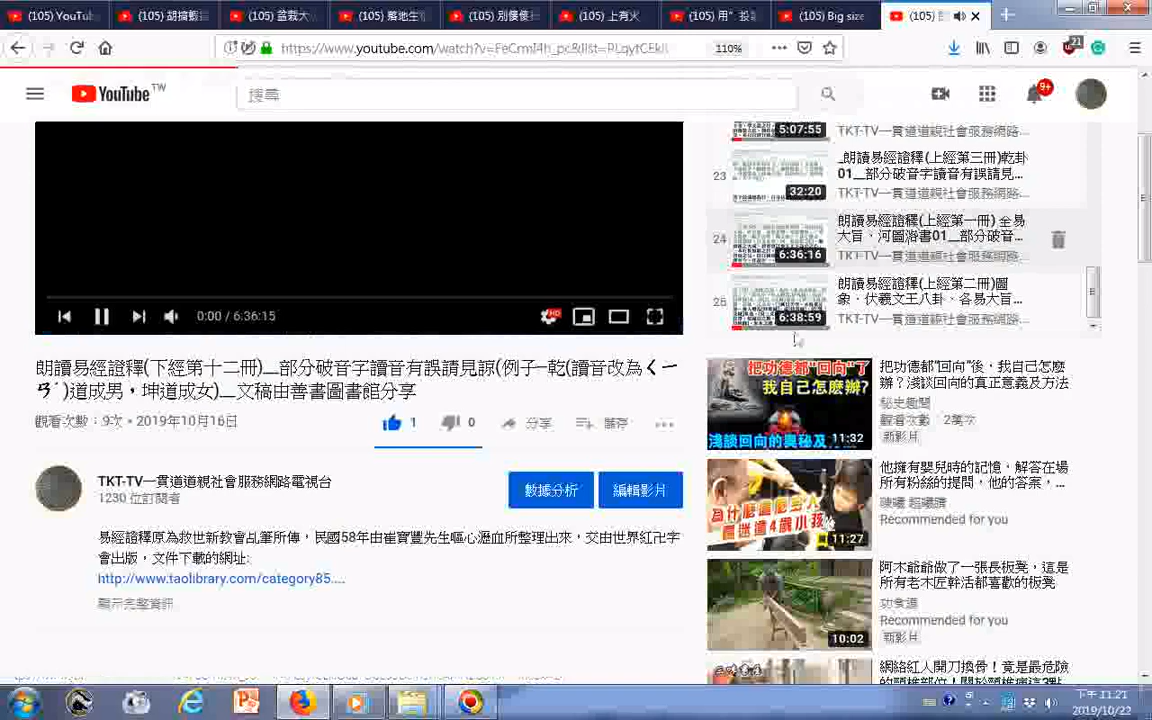 (105) YouTu
(105) 胡搞
(105) 盆栽大
(105) 落地生
(105) 別傻傻
(105) 上有火
(105) 用"
(105) Big size
(105)
https://www.youtube.com/watch?v=FeCrmI4h_pc&list=PLqytCEkll
110%
21
YouTube TW
搜尋
9+
5:07:55
TKT-TV一貫道道親社會服務網路...
23
_朗讀易經證釋(上經第三冊)乾卦
01__部分破音字讀音有誤請見...
32:20
TKT-TV一貫道道親社會服務網路...
24
朗讀易經證釋(上經第一冊) 全易
大旨、河圖洛書01__部分破音...
6:36:16
TKT-TV一貫道道親社會服務網路...
25
朗讀易經證釋(上經第二冊)圖
象、伏羲文王八卦、各易大旨...
6:38:59
TKT-TV一貫道道親社會服務網路...
0:00 / 6:36:15
HD
朗讀易經證釋(下經第十二冊)__部分破音字讀音有誤請見諒(例子─乾(讀音改為ㄑㄧ
ㄢˊ)道成男，坤道成女)__文稿由善書圖書館分享
觀看次數：9次 • 2019年10月16日
1
0
分享
儲存
TKT-TV一貫道道親社會服務網路電視台
1230 位訂閱者
數據分析
編輯影片
易經證釋原為救世新教會乩筆所傳，民國58年由崔寶豐先生嘔心瀝血所整理出來，交由世界紅卍字
會出版，文件下載的網址:
http://www.taolibrary.com/category85....
顯示完整資訊
把功德都"回向"了
我自己怎麼辦?
淺談回向的奧秘及方法
11:32
把功德都"回向"後，我自己怎麼
辦？淺談回向的真正意義及方法
秘史趣聞
觀看次數： 2萬次
新影片
11:27
他擁有嬰兒時的記憶，解答在場
所有粉絲的提問，他的答案，...
Recommended for you
10:02
阿木爺爺做了一張長板凳，這是
所有老木匠幹活都喜歡的板凳
Recommended for you
新影片
網絡紅人開刀換骨！竟是最危險
下午 11:21
2019/10/22